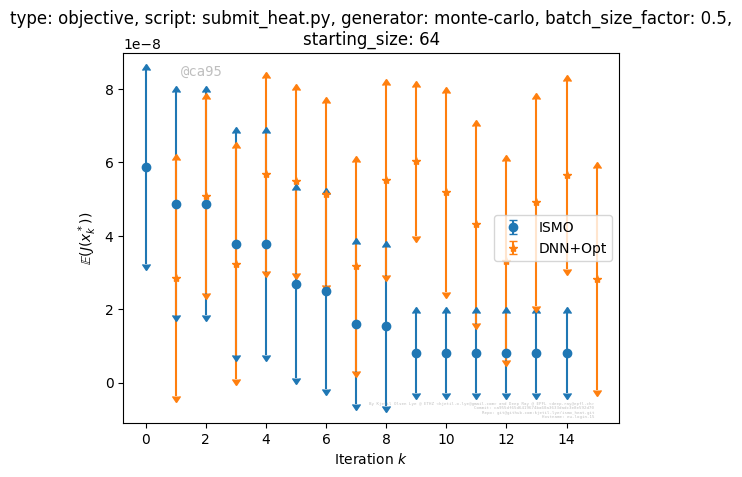 type: objective, script: submit_heat.py, generator: monte-carlo, batch_size_factor: 0.5,
starting_size: 64
1e−8
@ca95
8
6
4
2
0
𝔼(J(x*k))
ISMO
DNN+Opt
0 2 4 6 8 10 12 14
Iteration k